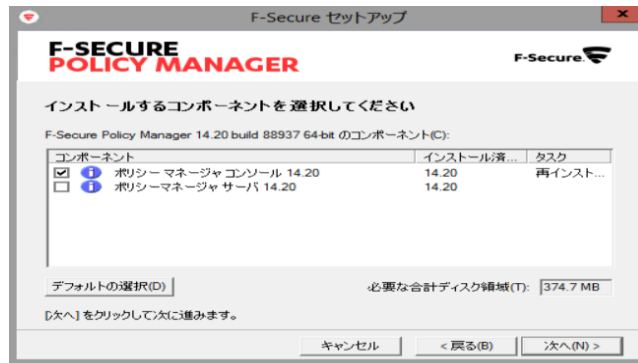 F-Secure セットアップ
F-SECURE
POLICY MANAGER
F-Secure.
インストールするコンポーネントを選択してください
F-Secure Policy Manager 14.20 build 88937 64-bit のコンポーネント(C):
コンポーネント インストール済... タスク
ポリシー マネージャ コンソール 14.20 14.20 再インスト...
ポリシーマネージャ サーバ 14.20 14.20
デフォルトの選択(D) 必要な合計ディスク領域(T): 374.7 MB
[次へ] をクリックして次に進みます。
キャンセル < 戻る(B) 次へ(N) >